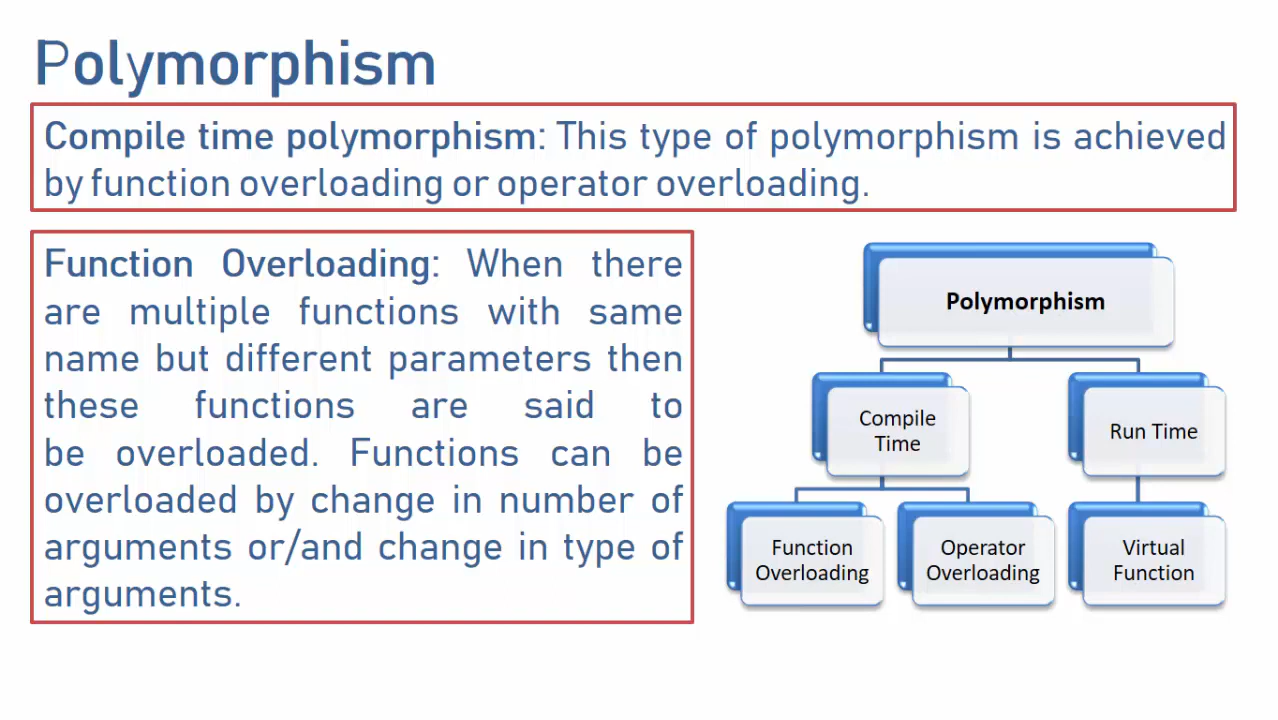 Polymorphism
Compile time polymorphism: This type of polymorphism is achieved
by function overloading or operator overloading.
Function Overloading: When there
are multiple functions with same
name but different parameters then
these functions are said to
be overloaded. Functions can be
overloaded by change in number of
arguments or/and change in type of
arguments.
Polymorphism
Compile
Time
Run Time
Function
Overloading
Operator
Overloading
Virtual
Function